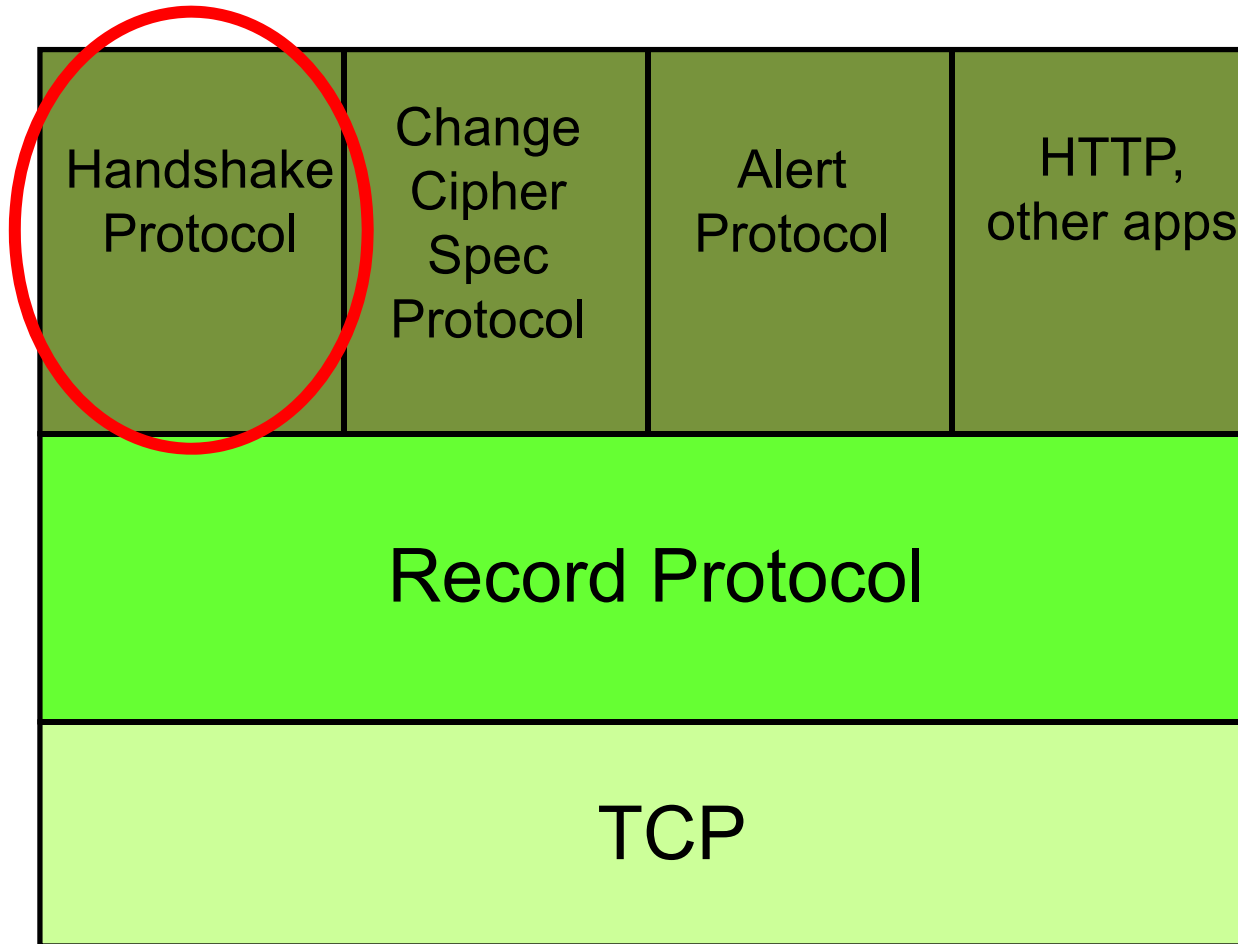 Handshake
Protocol
Change
Cipher
Spec
Protocol
Alert
Protocol
HTTP,
other apps
Record Protocol
TCP